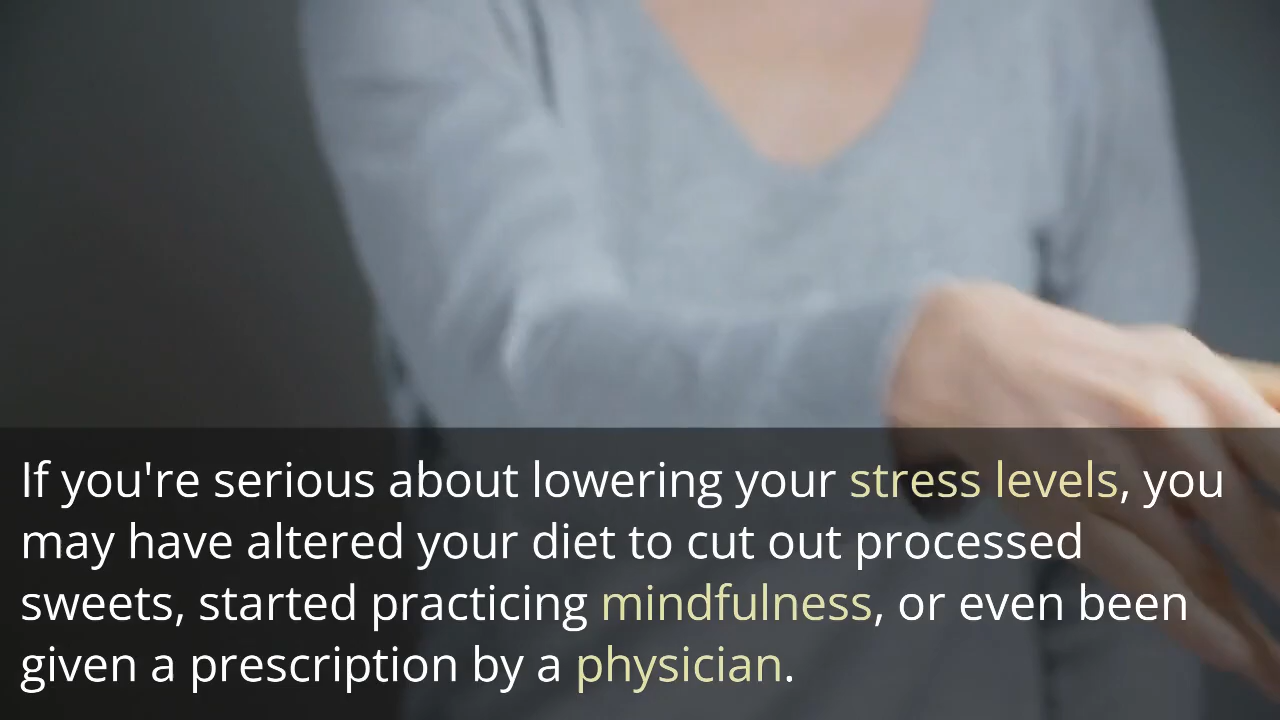 If you're serious about lowering your stress levels, you
may have altered your diet to cut out processed
sweets, started practicing mindfulness, or even been
given a prescription by a physician.